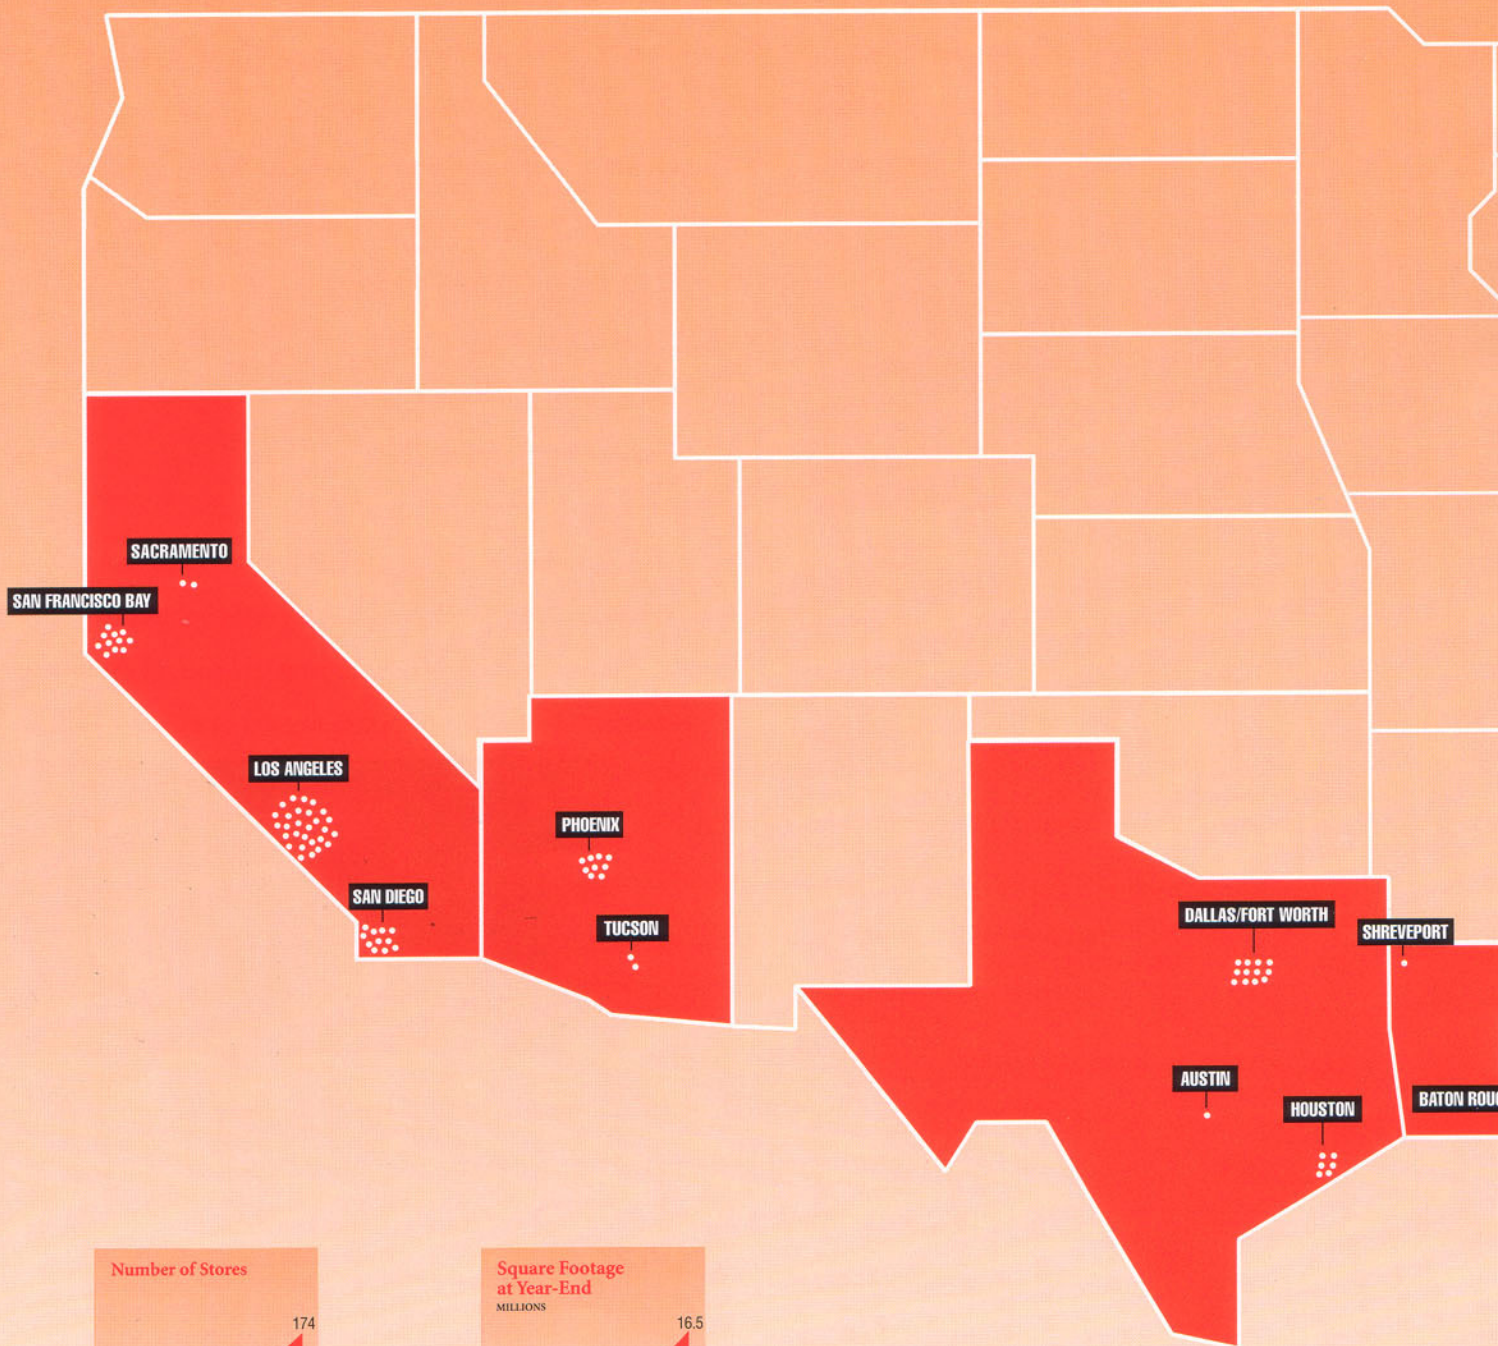 SACRAMENTO
SAN FRANCISCO BAY
LOS ANGELES
PHOENIX
SAN DIEGO
TUCSON
DALLAS/FORT WORTH
SHREVEPORT
AUSTIN
HOUSTON
BATON
Number of Stores
174
Square Footage
at Year-End
MILLIONS
16.5